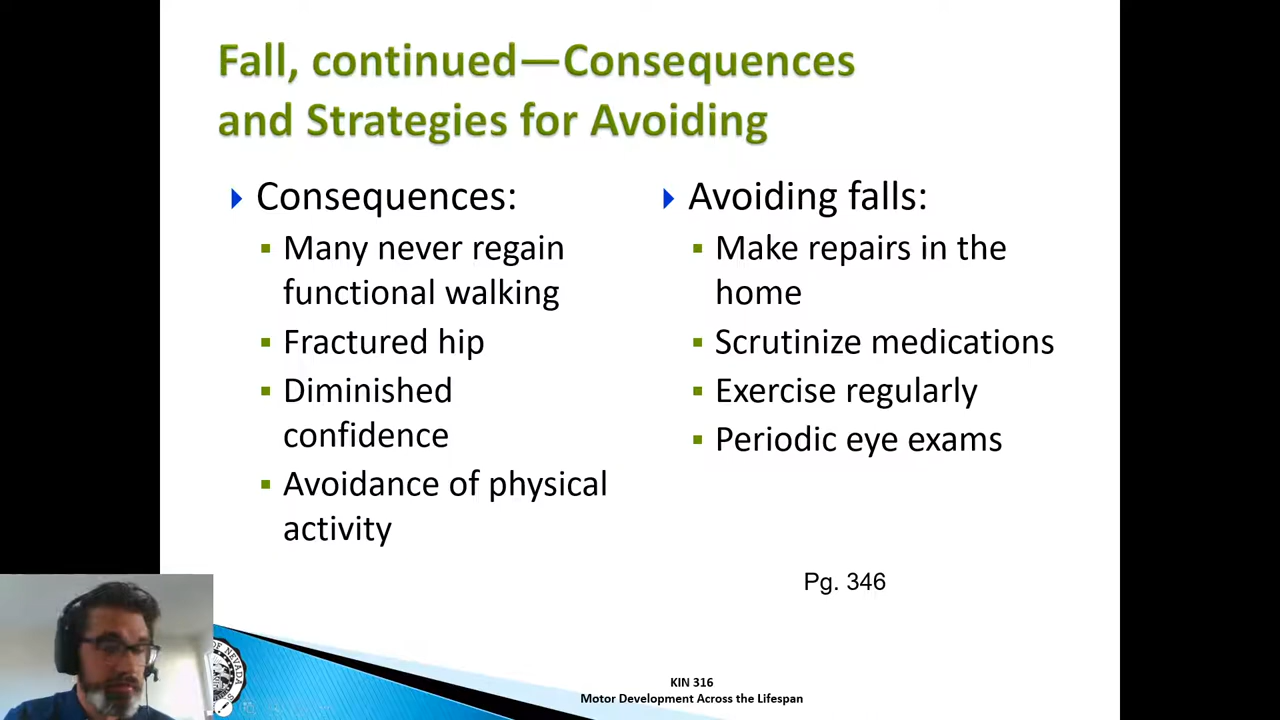 Fall, continued—Consequences
and Strategies for Avoiding
Consequences:
Many never regain
functional walking
Fractured hip
Diminished
confidence
Avoidance of physical
activity
Avoiding falls:
Make repairs in the
home
Scrutinize medications
Exercise regularly
Periodic eye exams
Pg. 346
OF NEVADA
KIN 316
Motor Development Across the Lifespan